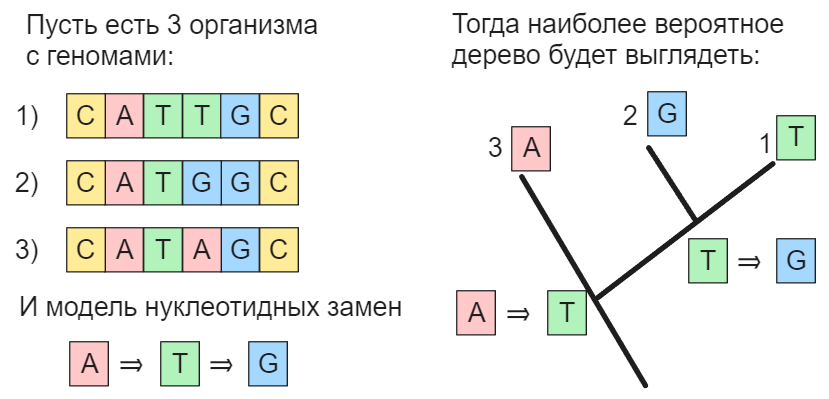 Пусть есть 3 организма
с геномами:
1) C A T T G C
2) C A T G G C
3) C A T A G C
И модель нуклеотидных замен
A ⇒ T ⇒ G
Тогда наиболее вероятное
дерево будет выглядеть:
3 A
2 G
1 T
T ⇒ G
A ⇒ T